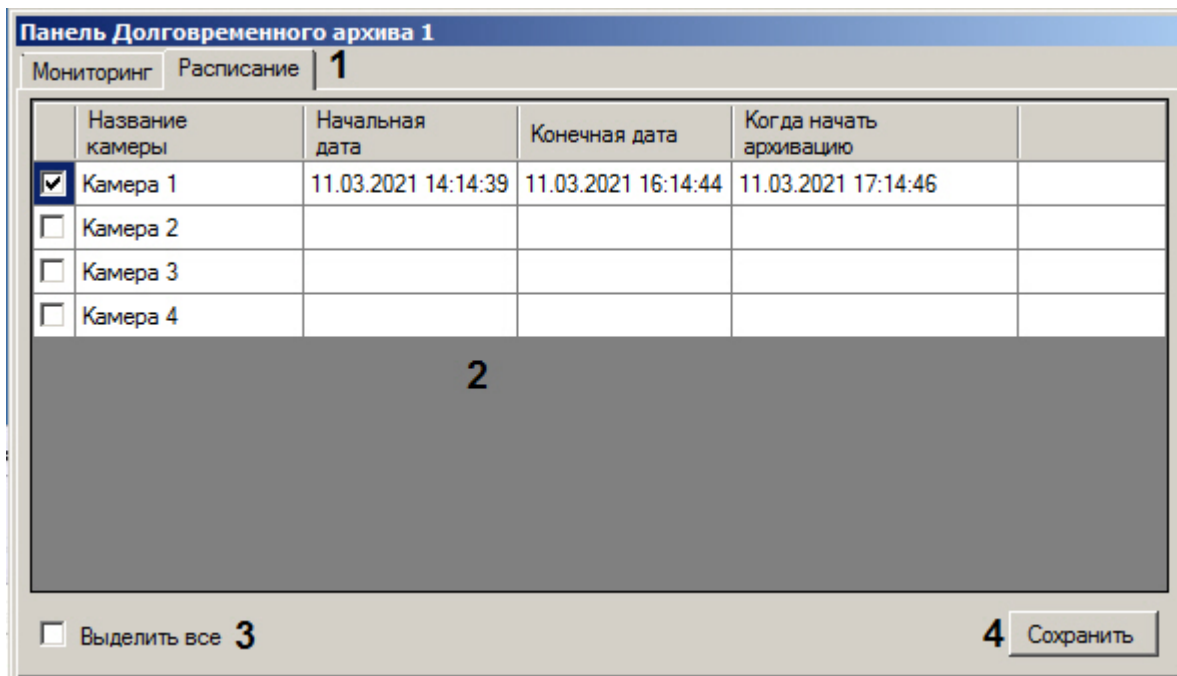 Панель Долговременного архива 1
Мониторинг Расписание 1
Название камеры Начальная дата Конечная дата Когда начать архивацию
Камера 1 11.03.2021 14:14:39 11.03.2021 16:14:44 11.03.2021 17:14:46
Камера 2
Камера 3
Камера 4
2
Выделить все 3 4 Сохранить